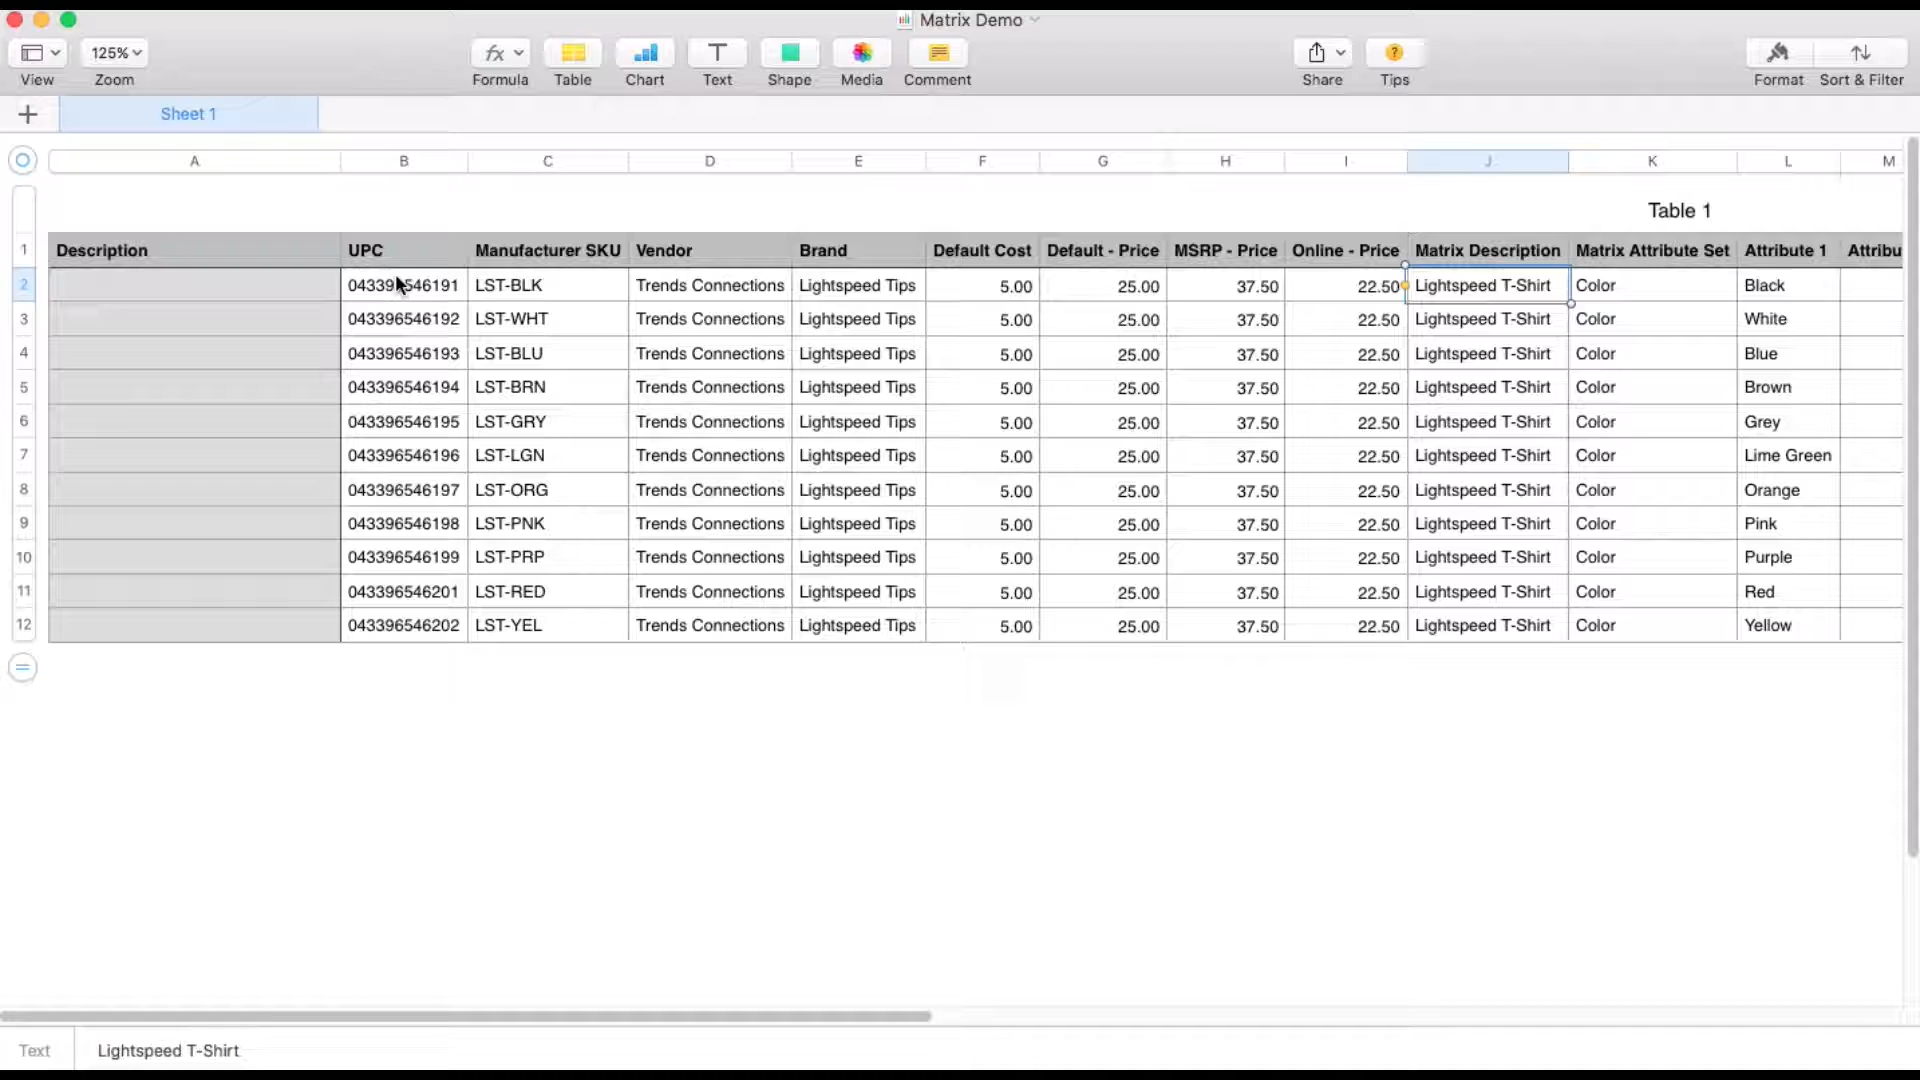 Matrix Demo
125%
View Zoom Formula Table Chart Text Shape Media Comment Share Tips Format Sort & Filter
Sheet 1
A B C D E F G H I J K L M
Table 1
1 Description UPC Manufacturer SKU Vendor Brand Default Cost Default - Price MSRP - Price Online - Price Matrix Description Matrix Attribute Set Attribute 1 Attribu
2 043396546191 LST-BLK Trends Connections Lightspeed Tips 5.00 25.00 37.50 22.50 Lightspeed T-Shirt Color Black
3 043396546192 LST-WHT Trends Connections Lightspeed Tips 5.00 25.00 37.50 22.50 Lightspeed T-Shirt Color White
4 043396546193 LST-BLU Trends Connections Lightspeed Tips 5.00 25.00 37.50 22.50 Lightspeed T-Shirt Color Blue
5 043396546194 LST-BRN Trends Connections Lightspeed Tips 5.00 25.00 37.50 22.50 Lightspeed T-Shirt Color Brown
6 043396546195 LST-GRY Trends Connections Lightspeed Tips 5.00 25.00 37.50 22.50 Lightspeed T-Shirt Color Grey
7 043396546196 LST-LGN Trends Connections Lightspeed Tips 5.00 25.00 37.50 22.50 Lightspeed T-Shirt Color Lime Green
8 043396546197 LST-ORG Trends Connections Lightspeed Tips 5.00 25.00 37.50 22.50 Lightspeed T-Shirt Color Orange
9 043396546198 LST-PNK Trends Connections Lightspeed Tips 5.00 25.00 37.50 22.50 Lightspeed T-Shirt Color Pink
10 043396546199 LST-PRP Trends Connections Lightspeed Tips 5.00 25.00 37.50 22.50 Lightspeed T-Shirt Color Purple
11 043396546201 LST-RED Trends Connections Lightspeed Tips 5.00 25.00 37.50 22.50 Lightspeed T-Shirt Color Red
12 043396546202 LST-YEL Trends Connections Lightspeed Tips 5.00 25.00 37.50 22.50 Lightspeed T-Shirt Color Yellow
Text Lightspeed T-Shirt